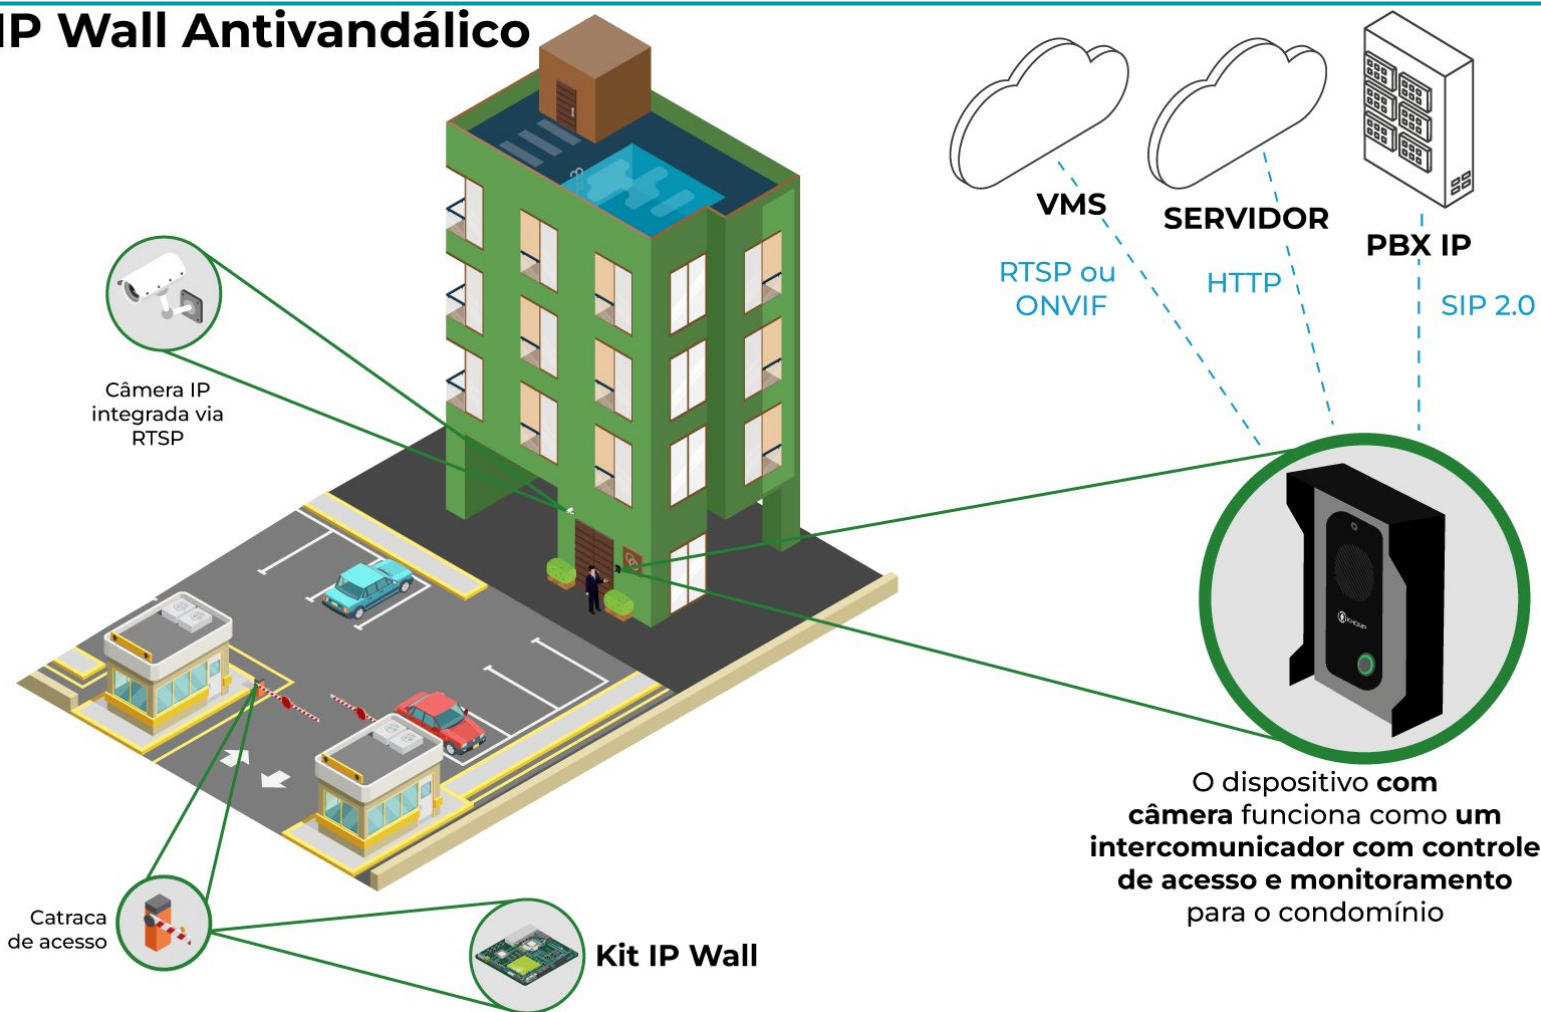 IP Wall Antivandálico
VMS
SERVIDOR
PBX IP
RTSP ou
ONVIF
HTTP
SIP 2.0
Câmera IP
integrada via
RTSP
KHOMP
O dispositivo com
câmera funciona como um
intercomunicador com controle
de acesso e monitoramento
para o condomínio
Catraca
de acesso
Kit IP Wall